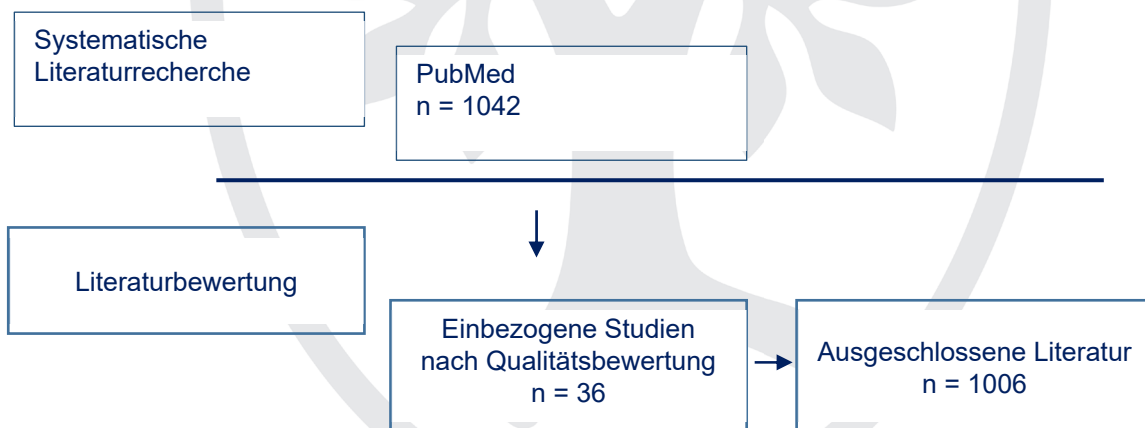 Systematische
Literaturrecherche
PubMed
n = 1042
Literaturbewertung
Einbezogene Studien
nach Qualitätsbewertung
n = 36
Ausgeschlossene Literatur
n = 1006